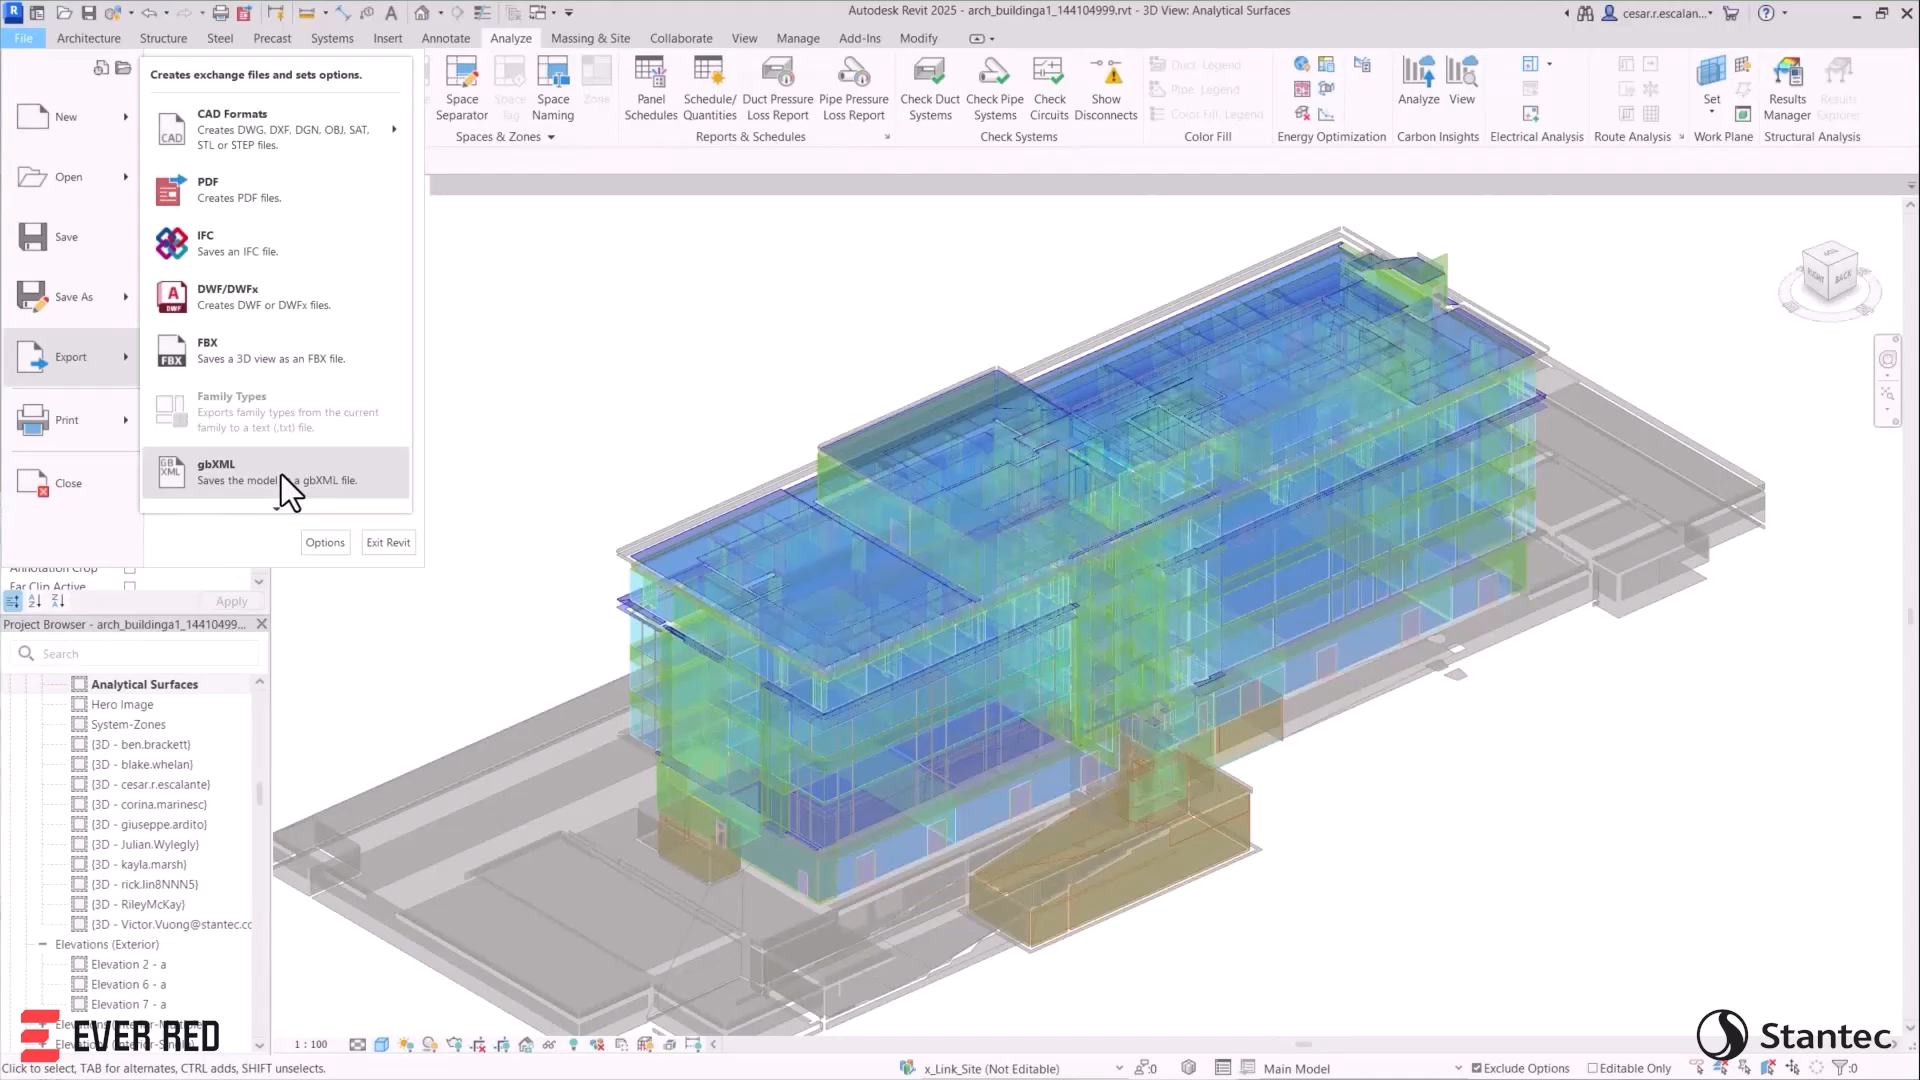 Autodesk Revit 2025 - arch_buildinga1_144104999.rvt - 3D View: Analytical Surfaces
cesar.r.escalan...
File Architecture Structure Steel Precast Systems Insert Annotate Analyze Massing & Site Collaborate View Manage Add-Ins Modify
Creates exchange files and sets options.
New
Open
Save
Save As
Export
Print
Close
CAD Formats
Creates DWG, DXF, DGN, OBJ, SAT,
STL or STEP files.
PDF
Creates PDF files.
IFC
Saves an IFC file.
DWF/DWFx
Creates DWF or DWFx files.
FBX
Saves a 3D view as an FBX file.
Family Types
Exports family types from the current
family to a text (.txt) file.
gbXML
Saves the model a gbXML file.
Options Exit Revit
Space Separator
Space Tag
Space Naming
Zone
Spaces & Zones
Panel Schedules
Schedule/ Quantities
Duct Pressure Loss Report
Pipe Pressure Loss Report
Reports & Schedules
Check Duct Systems
Check Pipe Systems
Check Circuits
Show Disconnects
Check Systems
Duct Legend
Pipe Legend
Color Fill Legend
Color Fill
Energy Optimization
Analyze
View
Carbon Insights
Electrical Analysis
Route Analysis
Set
Work Plane
Results Manager
Results Explorer
Structural Analysis
RIGHT BACK
Annotation Crop
Far Clip Active
Apply
Project Browser - arch_buildinga1_14410499...
Search
Analytical Surfaces
Hero Image
System-Zones
{3D - ben.brackett}
{3D - blake.whelan}
{3D - cesar.r.escalante}
{3D - corina.marinesc}
{3D - giuseppe.ardito}
{3D - Julian.Wylegly}
{3D - kayla.marsh}
{3D - rick.lin8NNN5}
{3D - RileyMcKay}
{3D - Victor.Vuong@stantec.cc
Elevations (Exterior)
Elevation 2 - a
Elevation 6 - a
Elevation 7 - a
EVER RED
Stantec
1 : 100
Click to select, TAB for alternates, CTRL adds, SHIFT unselects.
x_Link_Site (Not Editable)
:0
Main Model
Exclude Options
Editable Only
:0